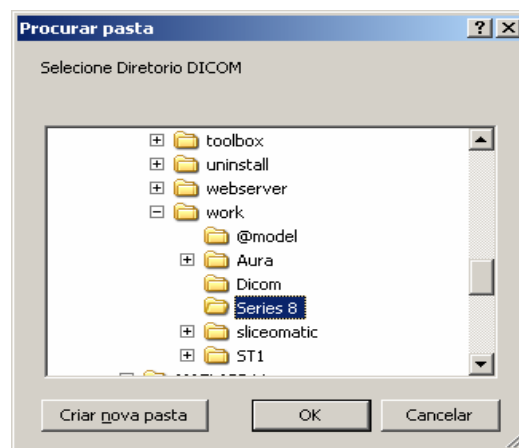 Procurar pasta
Selecione Diretorio DICOM
toolbox
uninstall
webserver
work
@model
Aura
Dicom
Series 8
sliceomatic
ST1
Criar nova pasta OK Cancelar